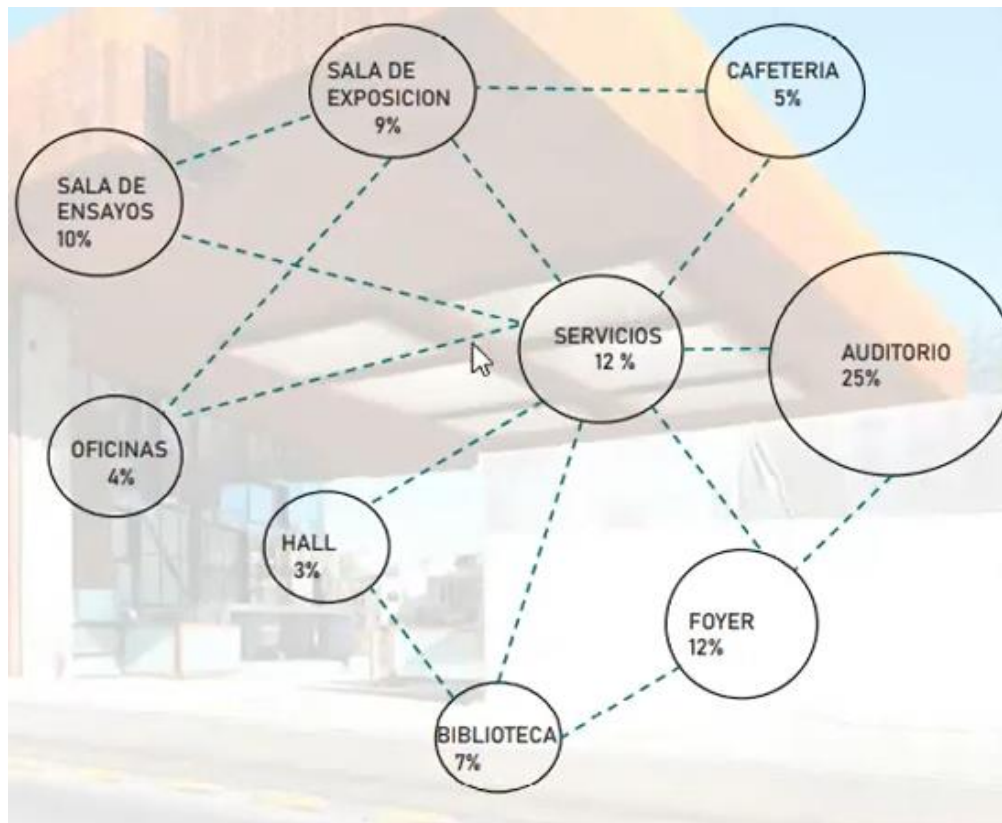 SALA DE
EXPOSICION
9%
CAFETERIA
5%
SALA DE
ENSAYOS
10%
SERVICIOS
12 %
AUDITORIO
25%
OFICINAS
4%
HALL
3%
FOYER
12%
BIBLIOTECA
7%